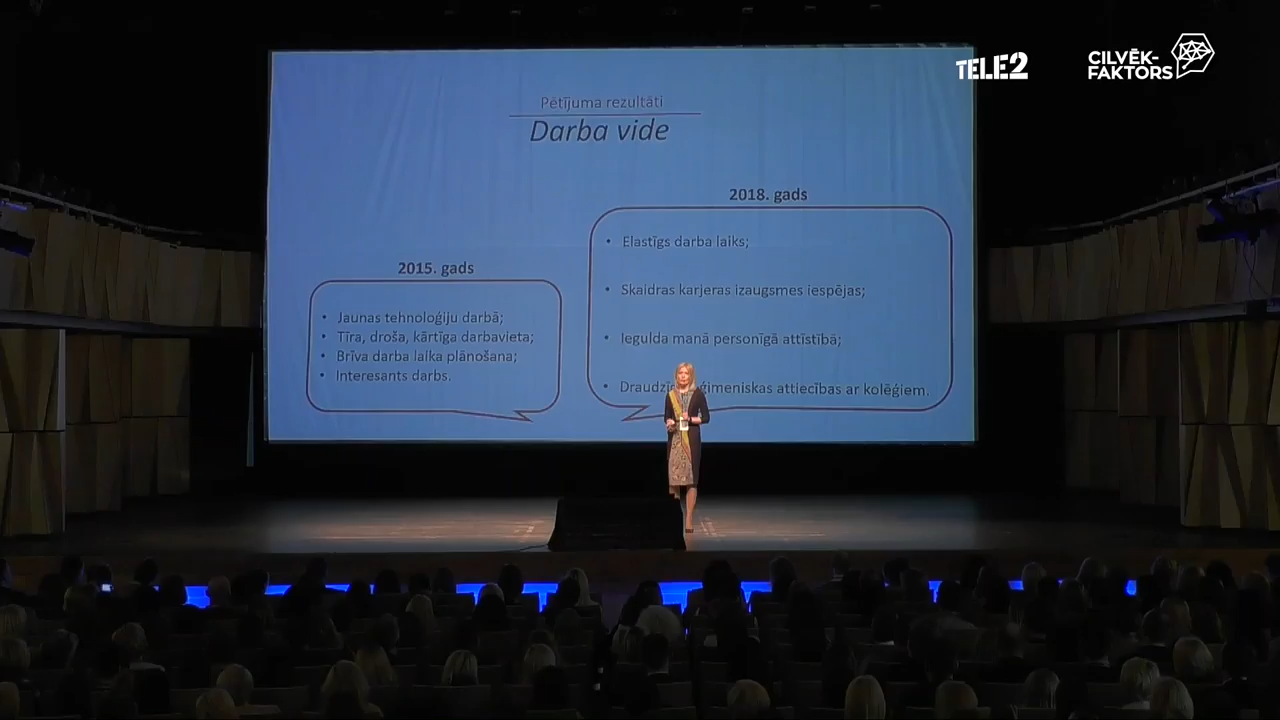 TELE2
CILVĒK-
FAKTORS
Pētījuma rezultāti
Darba vide
2018. gads
• Elastīgs darba laiks;
• Skaidras karjeras izaugsmes iespējas;
• Iegulda manā personīgā attīstībā;
• ģimeniskas attiecības ar kolēģiem.
2015. gads
• Jaunas tehnoloģiju darbā;
• Tīra, droša, kārtīga darbavieta;
• Brīva darba laika plānošana;
• Interesants darbs.